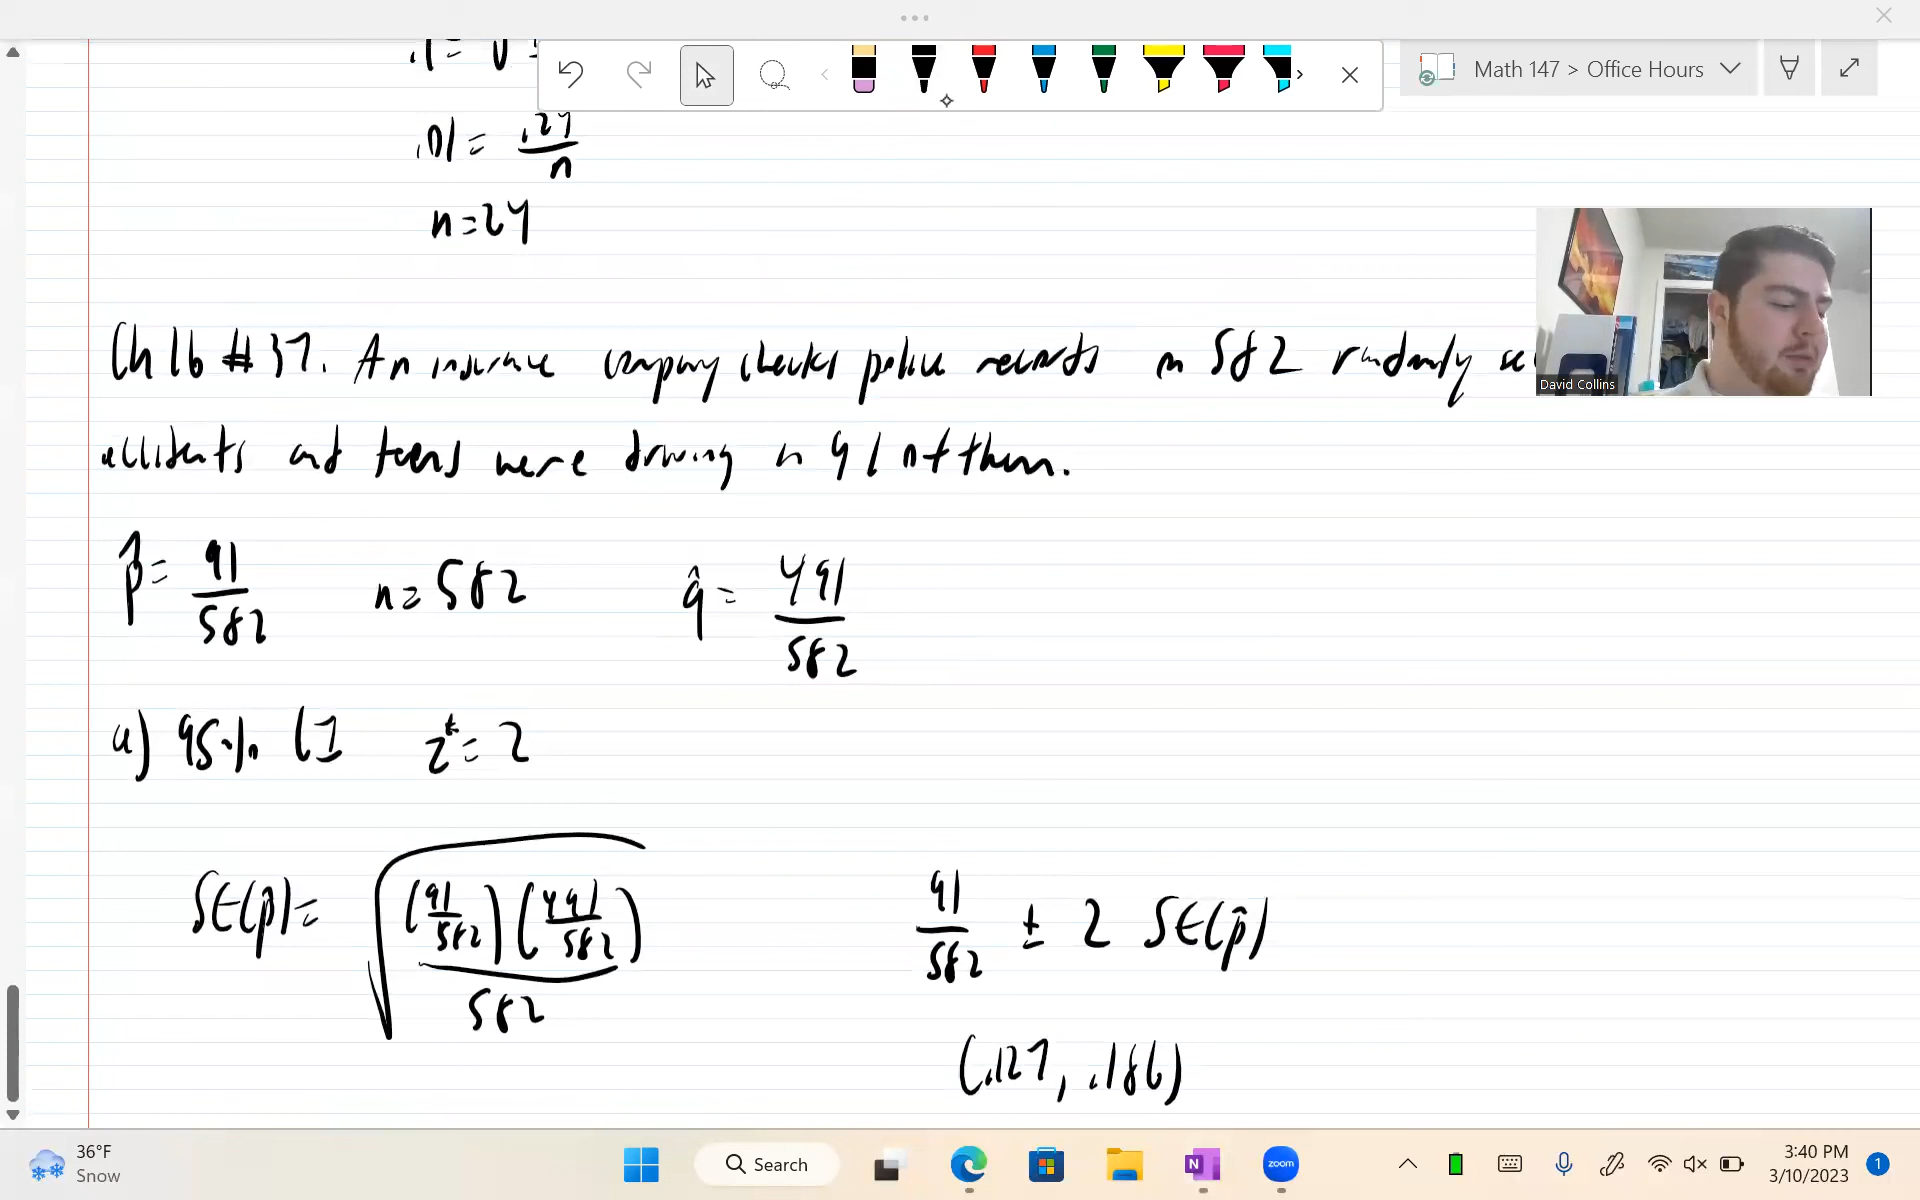 Math 147 > Office Hours
.01 = .24/n
n=24
Ch 16 #37. An insurance company checks police records on 582 randomly se
accidents and teens were driving in 91 of them.
p̂ = 91/582 n = 582 q̂ = 491/582
a) 95% CI z* = 2
SE(p̂) = √((91/582)(491/582)/582) 91/582 ± 2 SE(p̂)
(.127, .186)
David Collins
36°F
Snow
Search
zoom
N
3:40 PM
3/10/2023
1